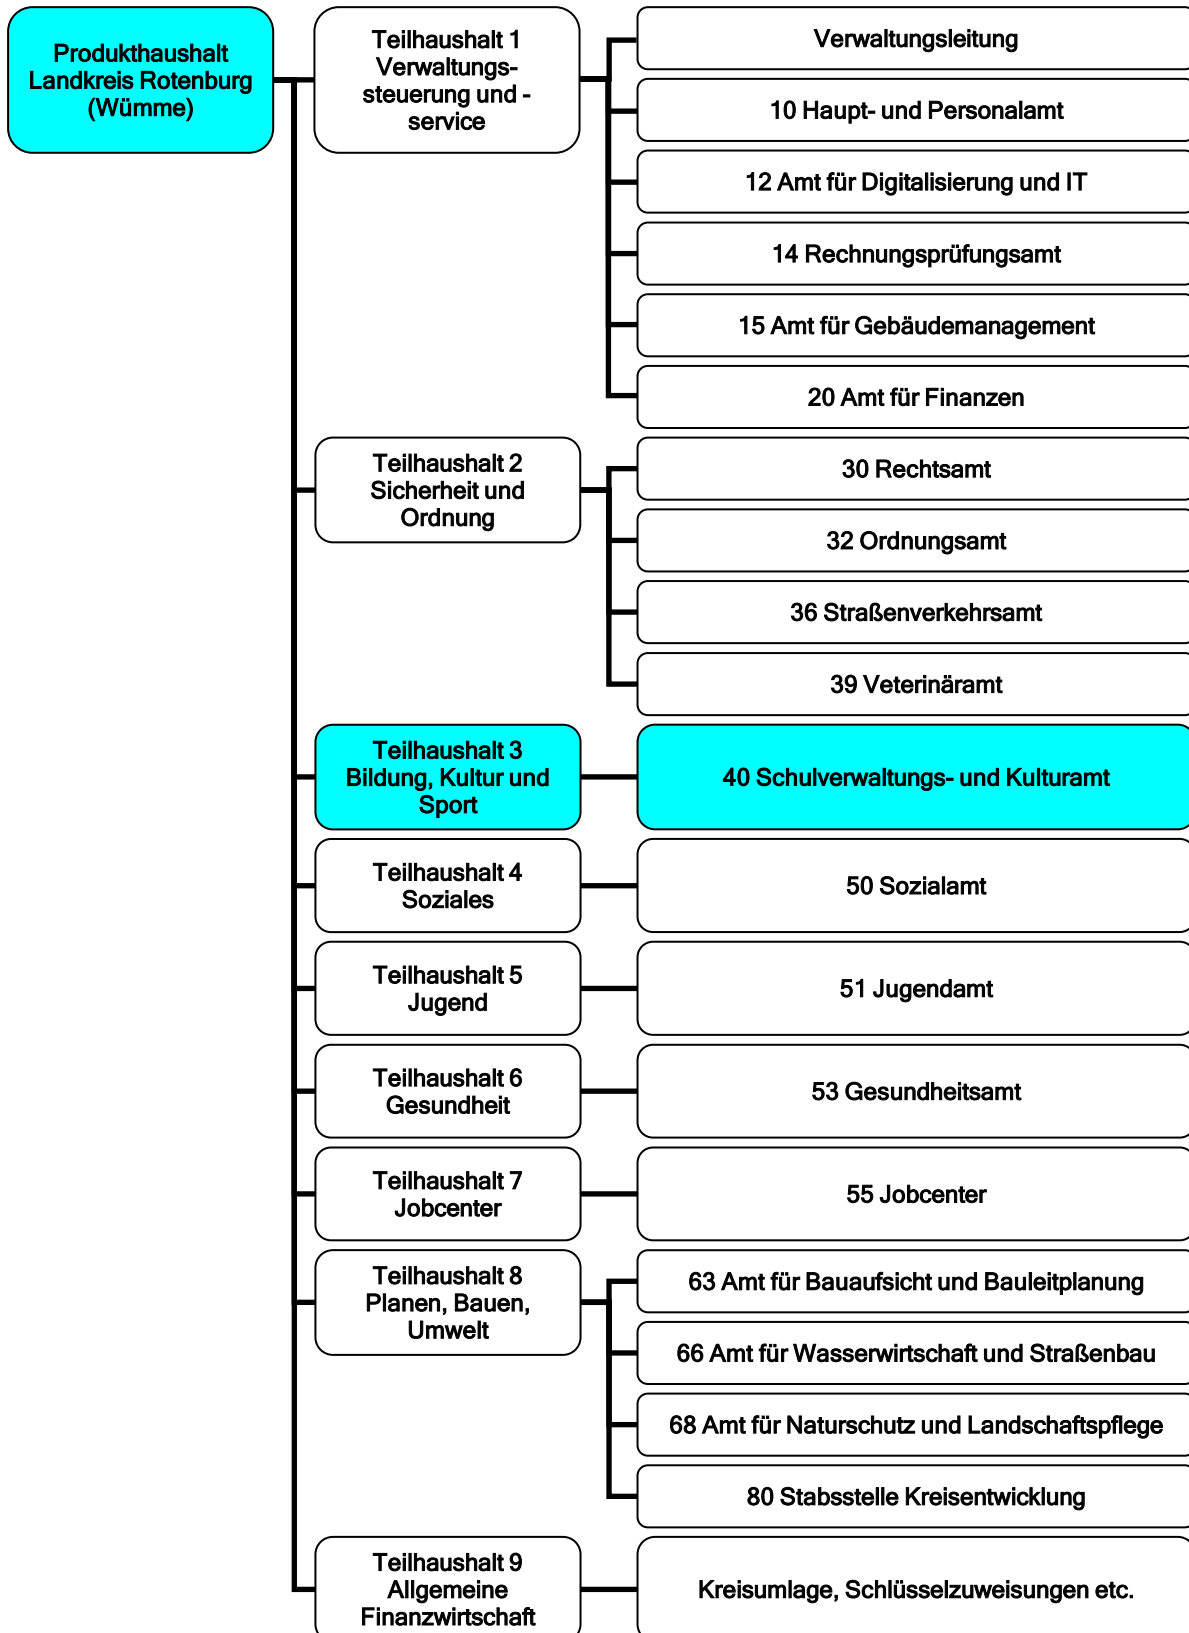 Produkthaushalt
Landkreis Rotenburg
(Wümme)
Teilhaushalt 1
Verwaltungs-
steuerung und -
service
Verwaltungsleitung
10 Haupt- und Personalamt
12 Amt für Digitalisierung und IT
14 Rechnungsprüfungsamt
15 Amt für Gebäudemanagement
20 Amt für Finanzen
Teilhaushalt 2
Sicherheit und
Ordnung
30 Rechtsamt
32 Ordnungsamt
36 Straßenverkehrsamt
39 Veterinäramt
Teilhaushalt 3
Bildung, Kultur und
Sport
40 Schulverwaltungs- und Kulturamt
Teilhaushalt 4
Soziales
50 Sozialamt
Teilhaushalt 5
Jugend
51 Jugendamt
Teilhaushalt 6
Gesundheit
53 Gesundheitsamt
Teilhaushalt 7
Jobcenter
55 Jobcenter
Teilhaushalt 8
Planen, Bauen,
Umwelt
63 Amt für Bauaufsicht und Bauleitplanung
66 Amt für Wasserwirtschaft und Straßenbau
68 Amt für Naturschutz und Landschaftspflege
80 Stabsstelle Kreisentwicklung
Teilhaushalt 9
Allgemeine
Finanzwirtschaft
Kreisumlage, Schlüsselzuweisungen etc.